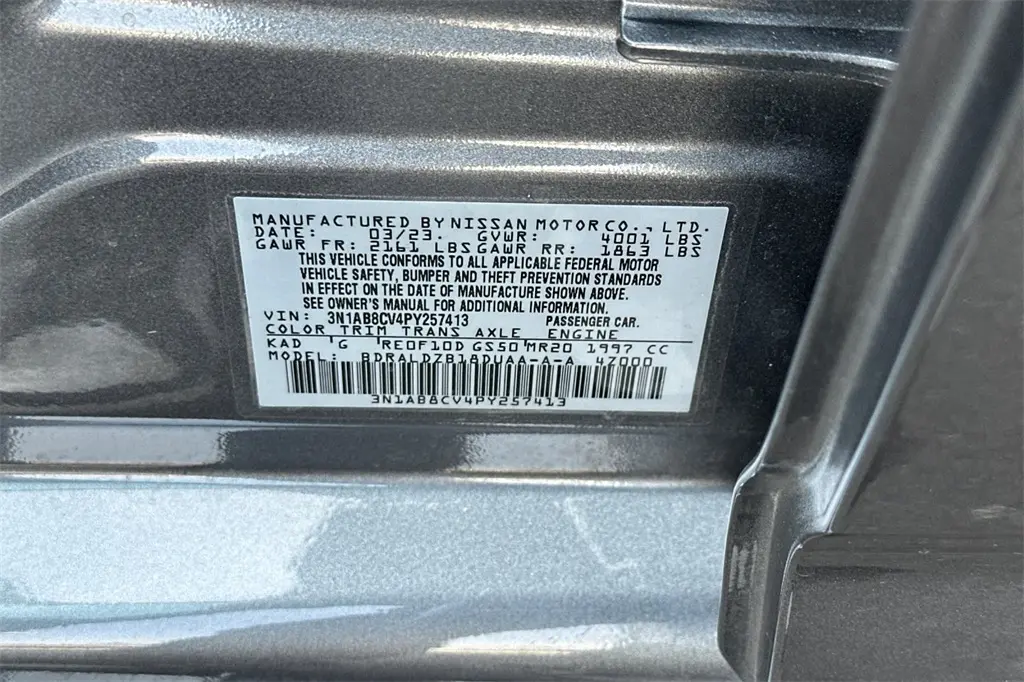 MANUFACTURED BY NISSAN MOTOR CO., LTD.
DATE: 03/23. GVWR: 4001 LBS
GAWR FR: 2161 LBS GAWR RR: 1863 LBS
THIS VEHICLE CONFORMS TO ALL APPLICABLE FEDERAL MOTOR
VEHICLE SAFETY, BUMPER AND THEFT PREVENTION STANDARDS
IN EFFECT ON THE DATE OF MANUFACTURE SHOWN ABOVE.
SEE OWNER'S MANUAL FOR ADDITIONAL INFORMATION.
VIN: 3N1AB8CV4PY257413 PASSENGER CAR.
COLOR TRIM TRANS AXLE ENGINE
KAD 'G 'RE0F10D GS50 MR20 1997 CC
MODEL: BDRALDZB18DUAA-A-A 47000
3N1AB8CV4PY257413